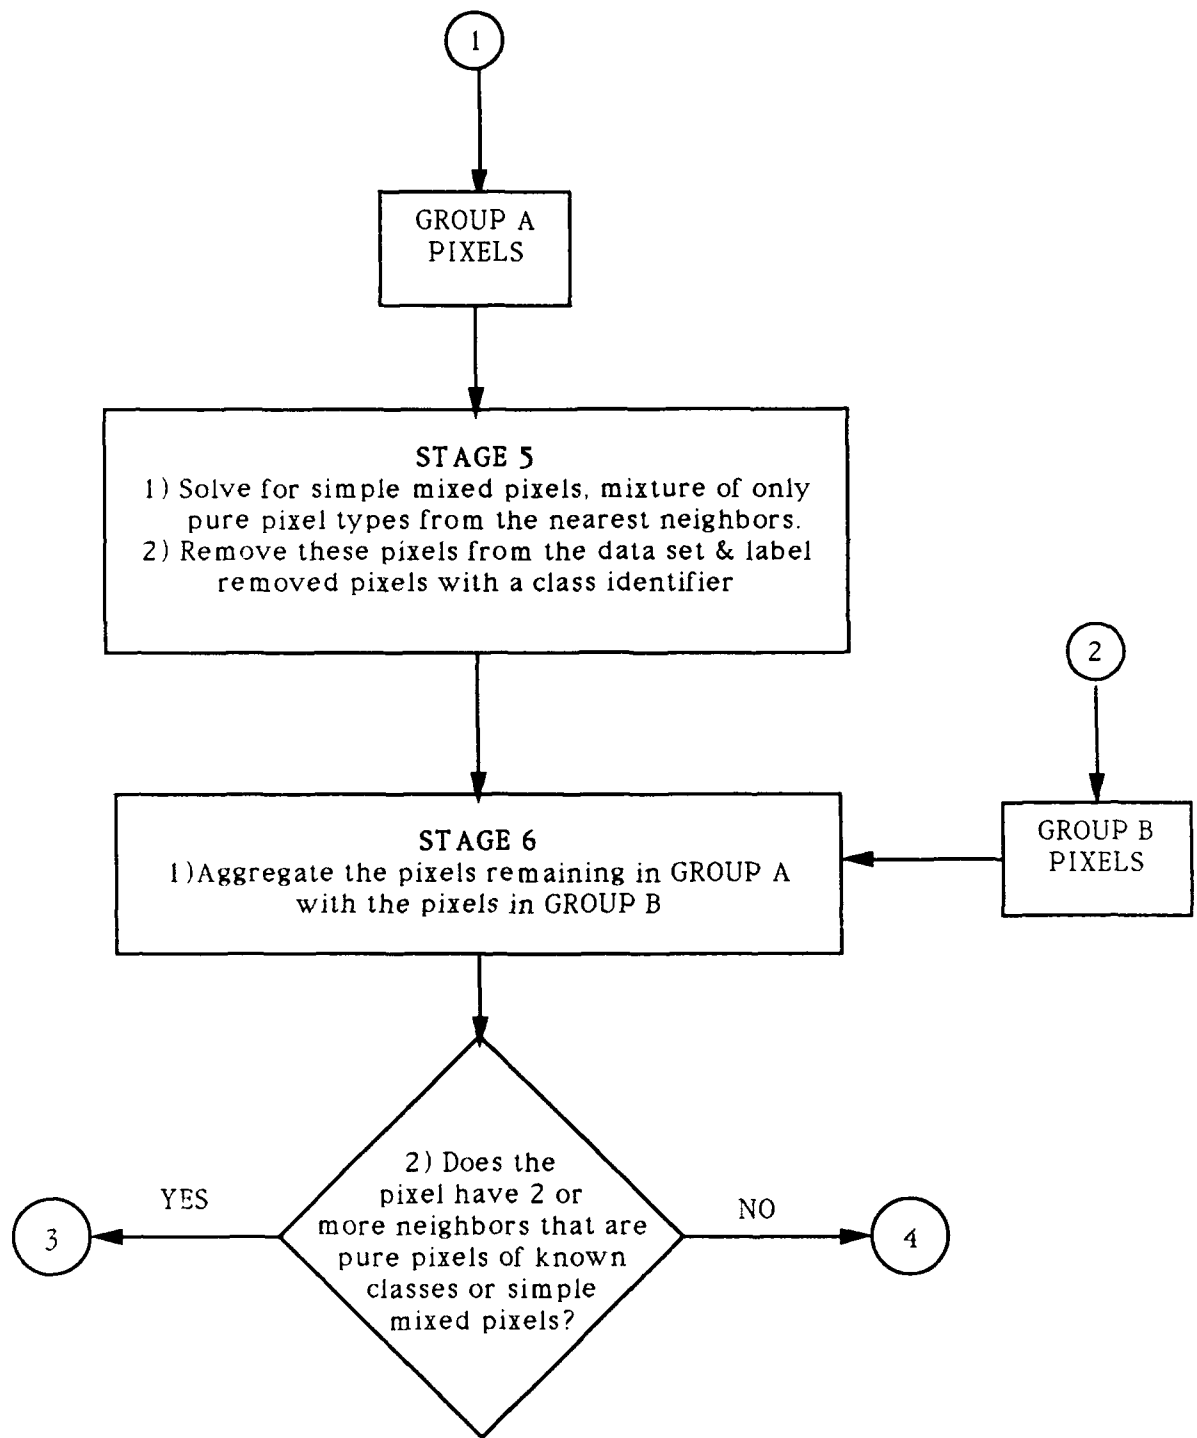 1
GROUP A
PIXELS
STAGE 5
1) Solve for simple mixed pixels, mixture of only
pure pixel types from the nearest neighbors.
2) Remove these pixels from the data set & label
removed pixels with a class identifier
2
GROUP B
PIXELS
STAGE 6
1)Aggregate the pixels remaining in GROUP A
with the pixels in GROUP B
2) Does the
pixel have 2 or
more neighbors that are
pure pixels of known
classes or simple
mixed pixels?
YES
3
NO
4